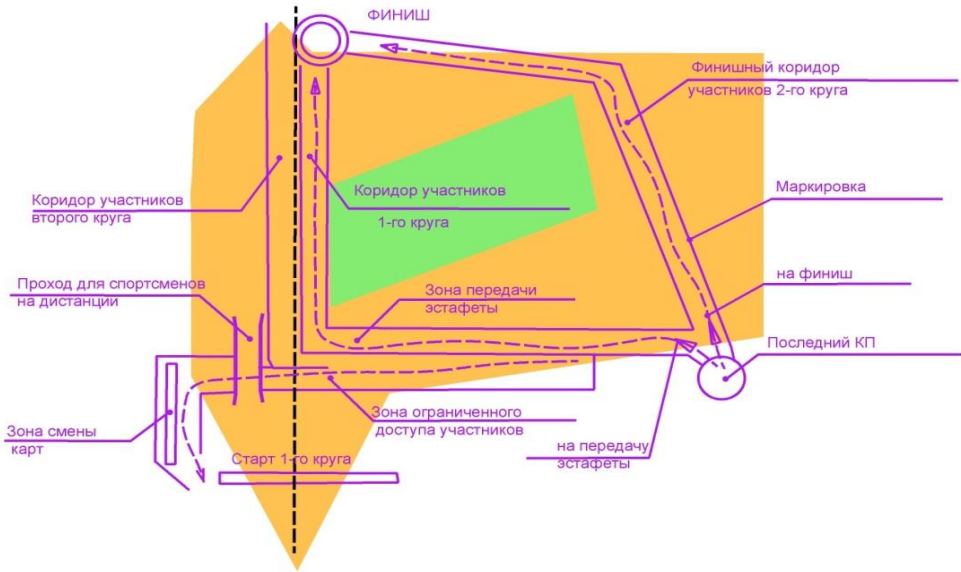 ФИНИШ
Финишный коридор
участников 2-го круга
Коридор участников
второго круга
Коридор участников
1-го круга
Маркировка
Проход для спортсменов
на дистанции
Зона передачи
эстафеты
на финиш
Последний КП
Зона смены
карт
Зона ограниченного
доступа участников
на передачу
эстафеты
Старт 1-го круга